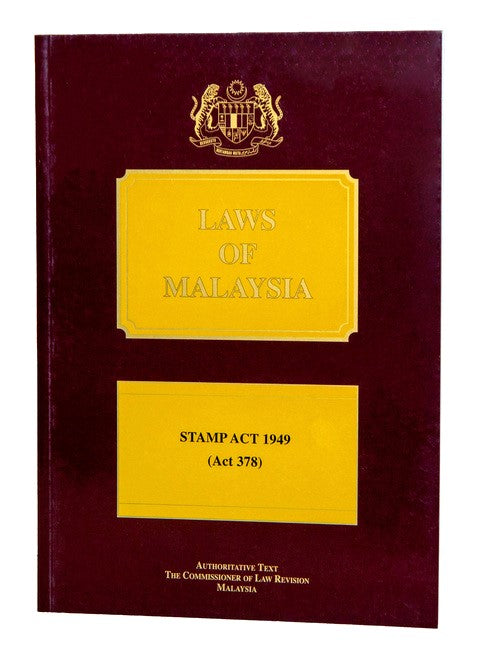 LAWS
OF
MALAYSIA
STAMP ACT 1949
(Act 378)
AUTHORITATIVE TEXT
THE COMMISSIONER OF LAW REVISION
MALAYSIA